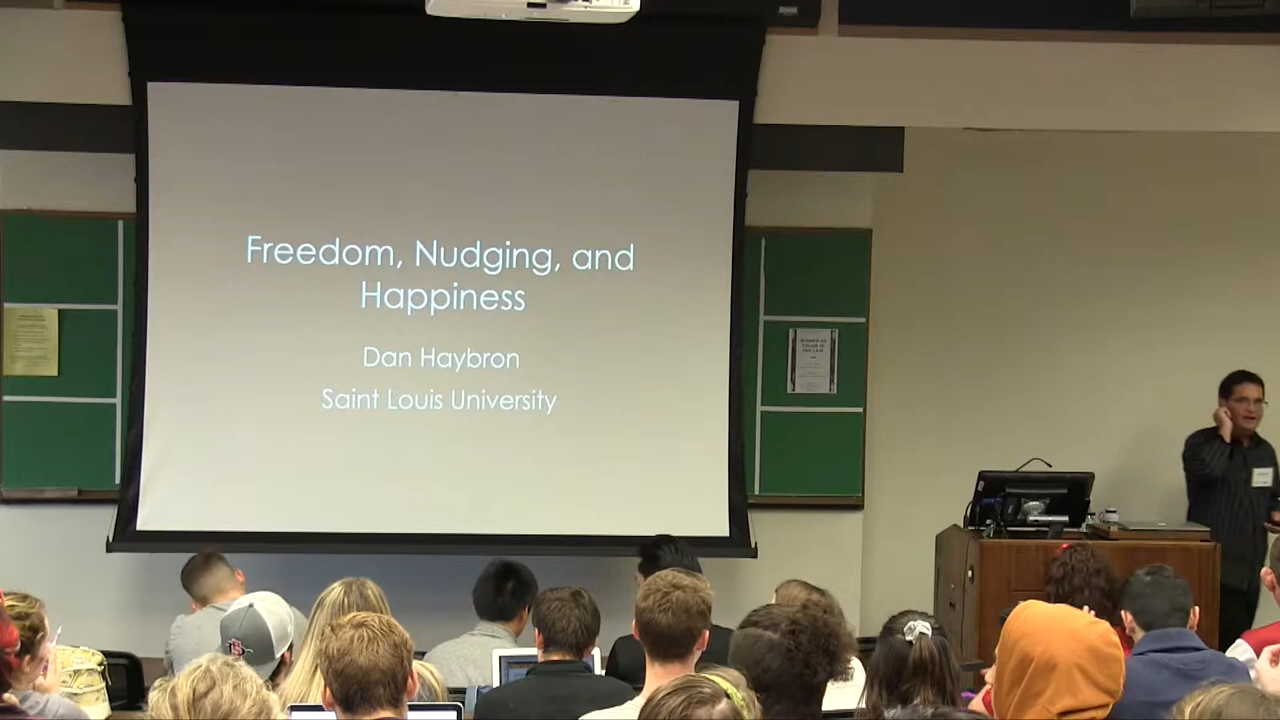 Freedom, Nudging, and
Happiness
Dan Haybron
Saint Louis University